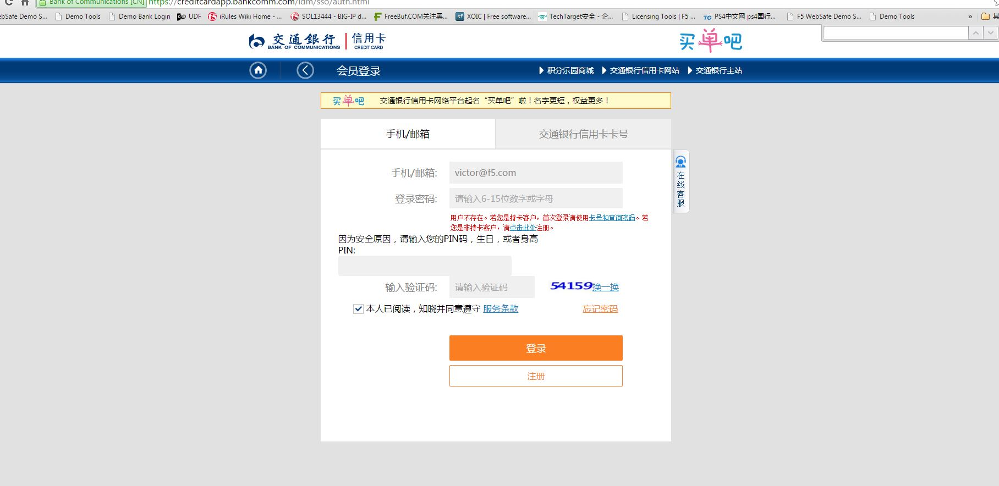 Bank of Communications [CN] https://creditcardapp.bankcomm.com/idm/sso/auth.html
ebSafe Demo S... Demo Tools Demo Bank Login UDF iRules Wiki Home - ... SOL13444 - BIG-IP d... FreeBuf.COM关注黑... XOIC | Free software... TechTarget安全 - 企... Licensing Tools | F5 ... PS4中文网 ps4国行... F5 WebSafe Demo S... Demo Tools » 其
交通銀行 信用卡 买单吧
BANK OF COMMUNICATIONS CREDIT CARD
会员登录 积分乐园商城 交通银行信用卡网站 交通银行主站
买单吧 交通银行信用卡网络平台起名“买单吧”啦！名字更短，权益更多！
手机/邮箱 交通银行信用卡卡号
手机/邮箱: victor@f5.com
登录密码: 请输入6-15位数字或字母
在线客服
用户不存在。若您是持卡客户，首次登录请使用卡号和查询密码。若
您是非持卡客户，请点击此处注册。
因为安全原因，请输入您的PIN码，生日，或者身高
PIN:
输入验证码: 请输入验证码 54159 换一换
本人已阅读，知晓并同意遵守 服务条款 忘记密码
登录
注册